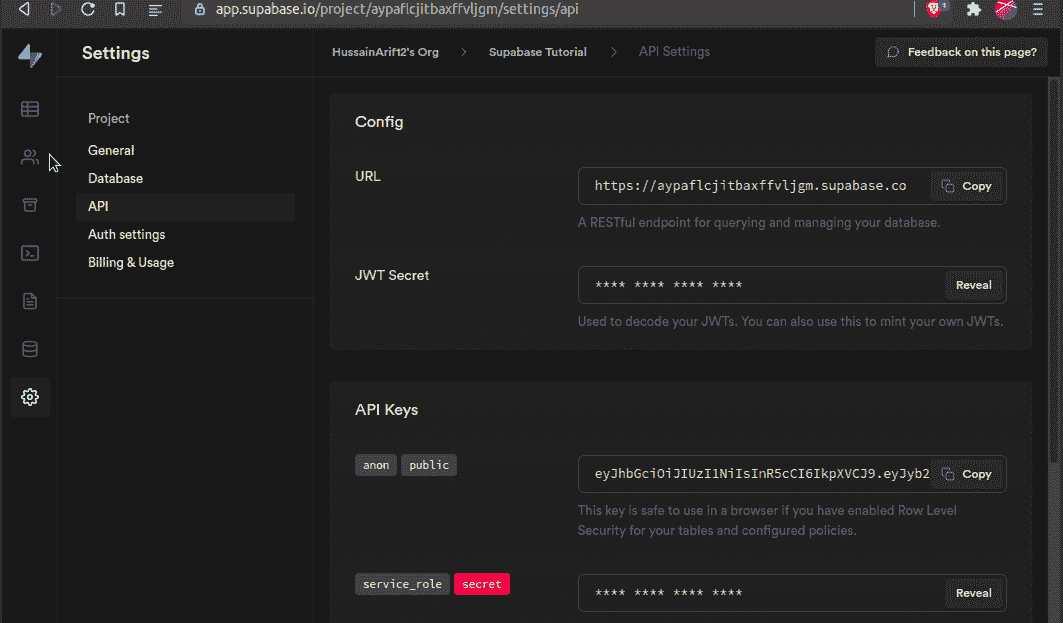 app.supabase.io/project/aypaflcjitbaxffvljgm/settings/api
1
Settings
HussainArif12's Org > Supabase Tutorial > API Settings
Feedback on this page?
Project
General
Database
API
Auth settings
Billing & Usage
Config
URL
https://aypaflcjitbaxffvljgm.supabase.co
Copy
A RESTful endpoint for querying and managing your database.
JWT Secret
**** **** **** ****
Reveal
Used to decode your JWTs. You can also use this to mint your own JWTs.
API Keys
anon public
eyJhbGciOiJIUzI1NiIsInR5cCI6IkpXVCJ9.eyJyb2
Copy
This key is safe to use in a browser if you have enabled Row Level
Security for your tables and configured policies.
service_role secret
**** **** **** ****
Reveal